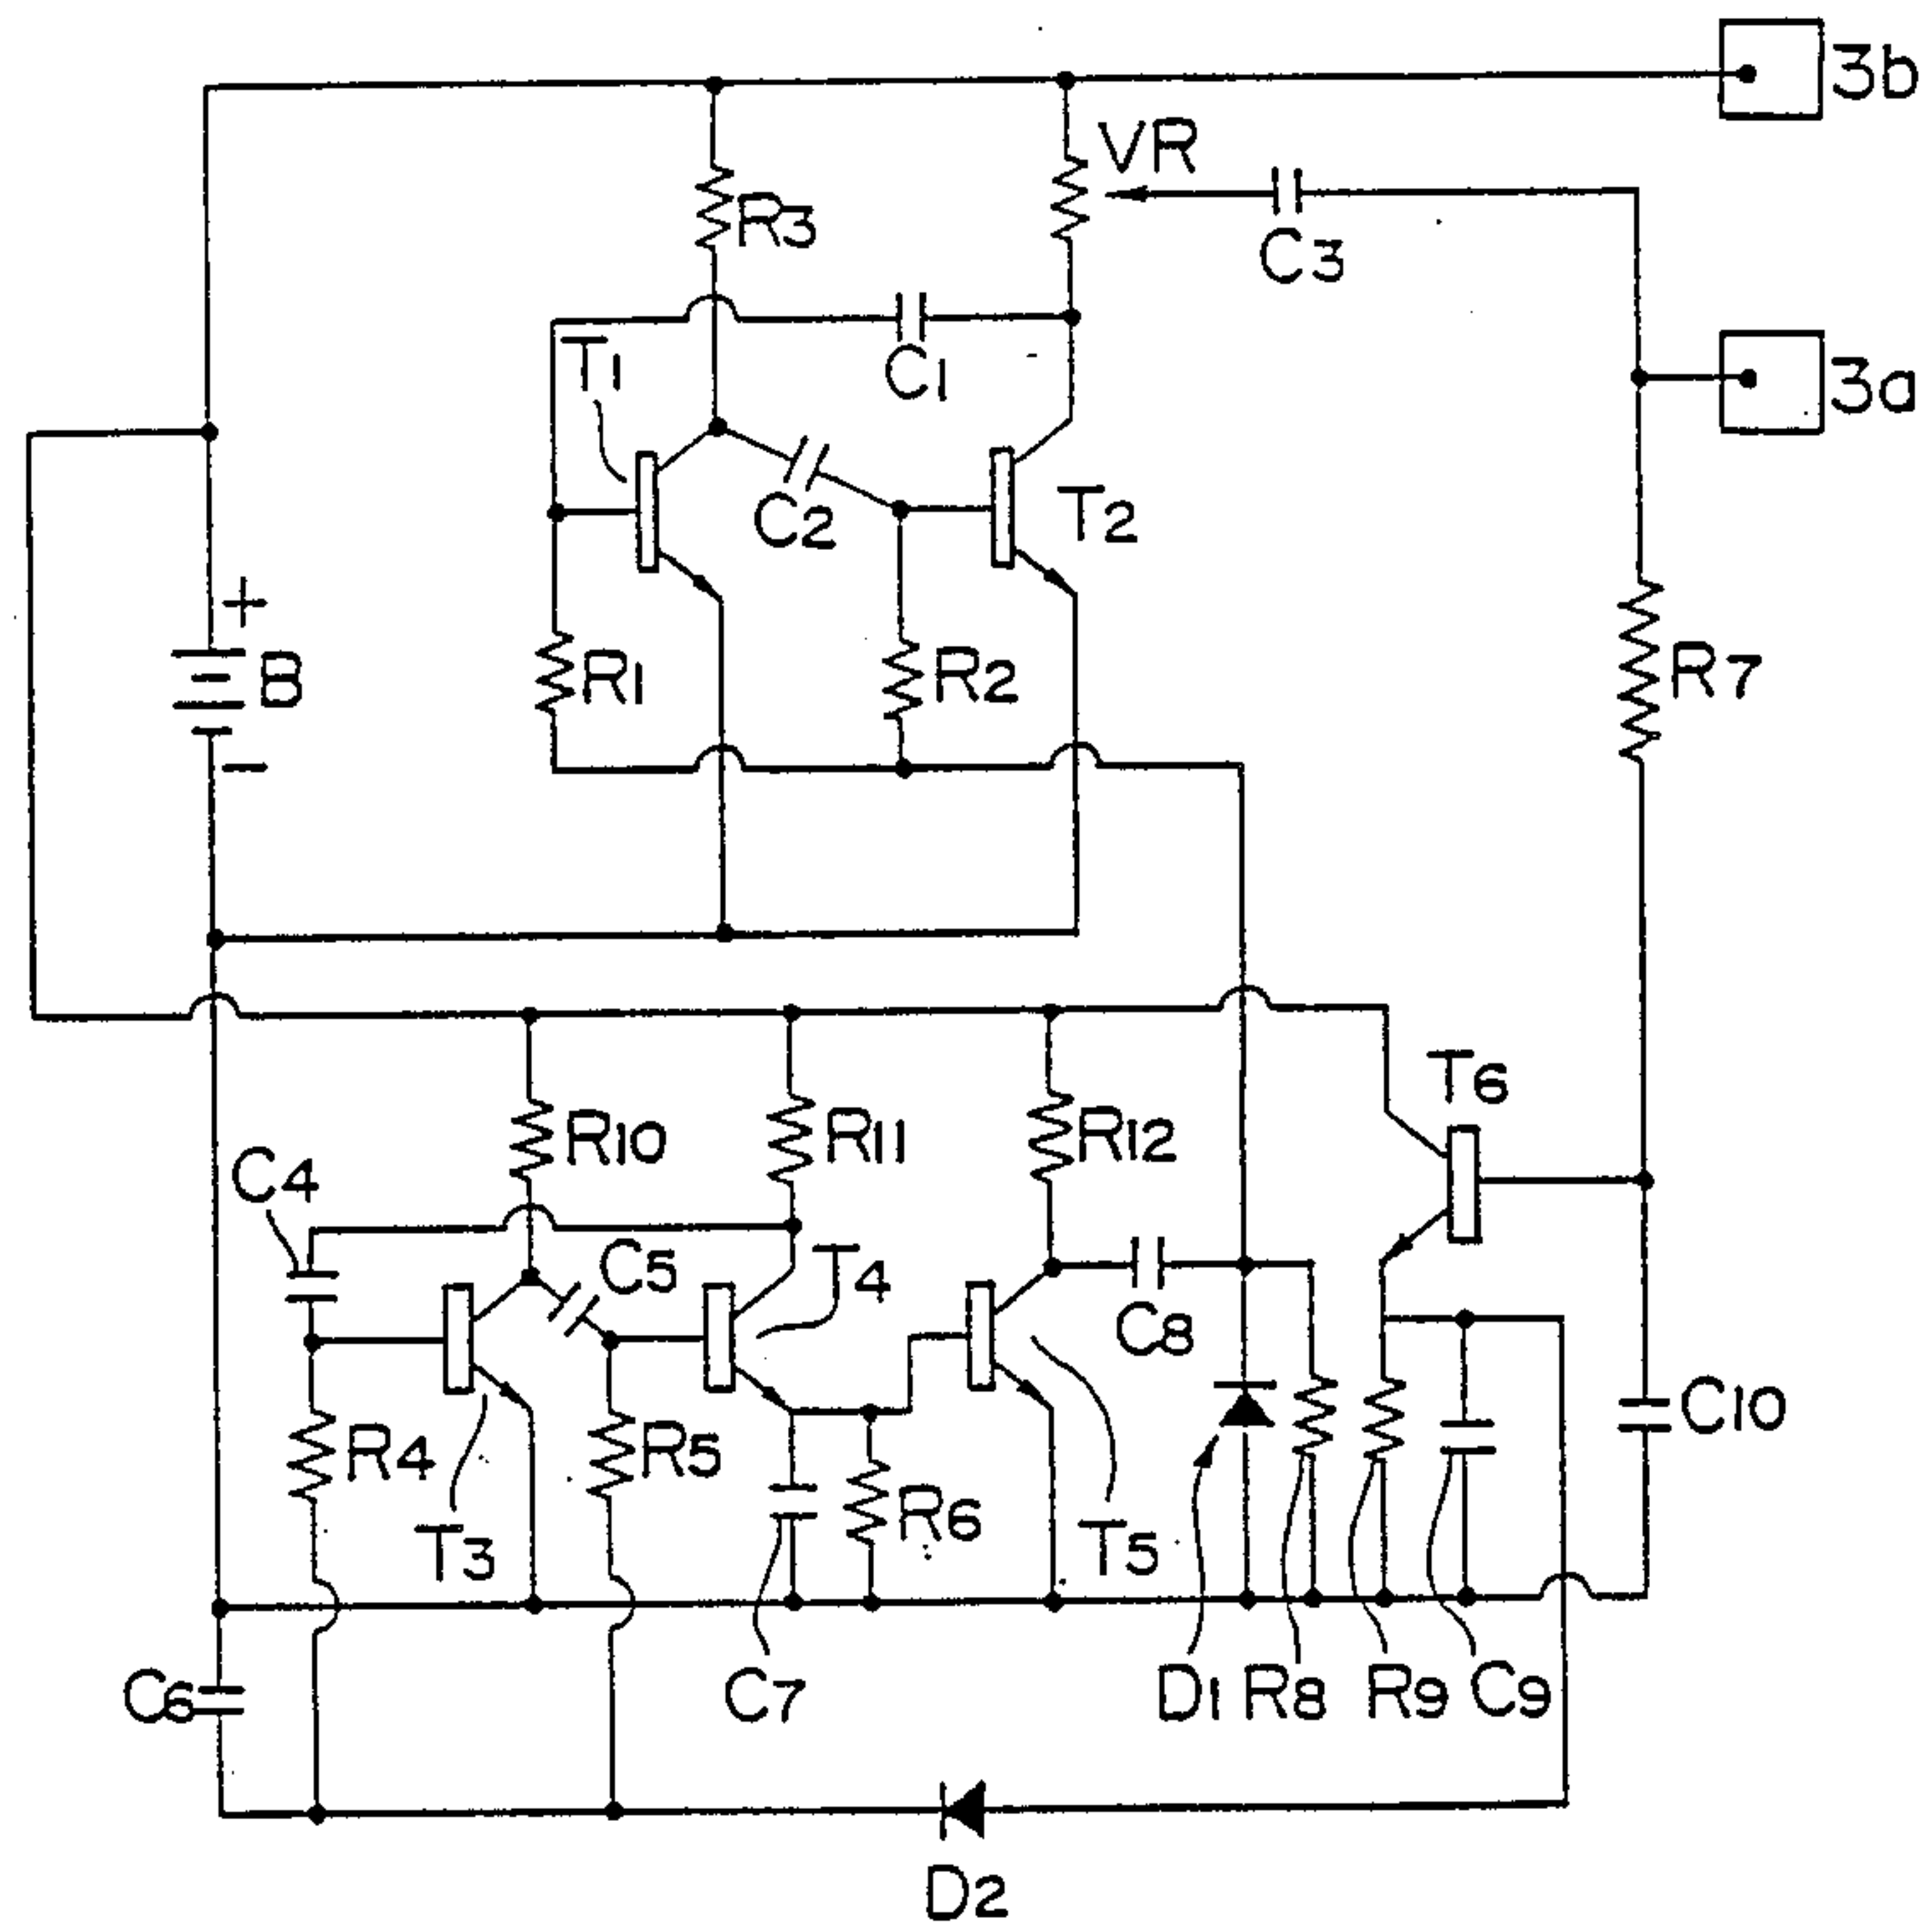 3b
VR
R3
C3
T1
C1
3a
C2
T2
+
B
R1
R2
R7
−
T6
R10
R11
R12
C4
C5
T4
C8
C10
R4
R5
R6
T3
T5
C6
C7
D1
R8
R9
C9
D2